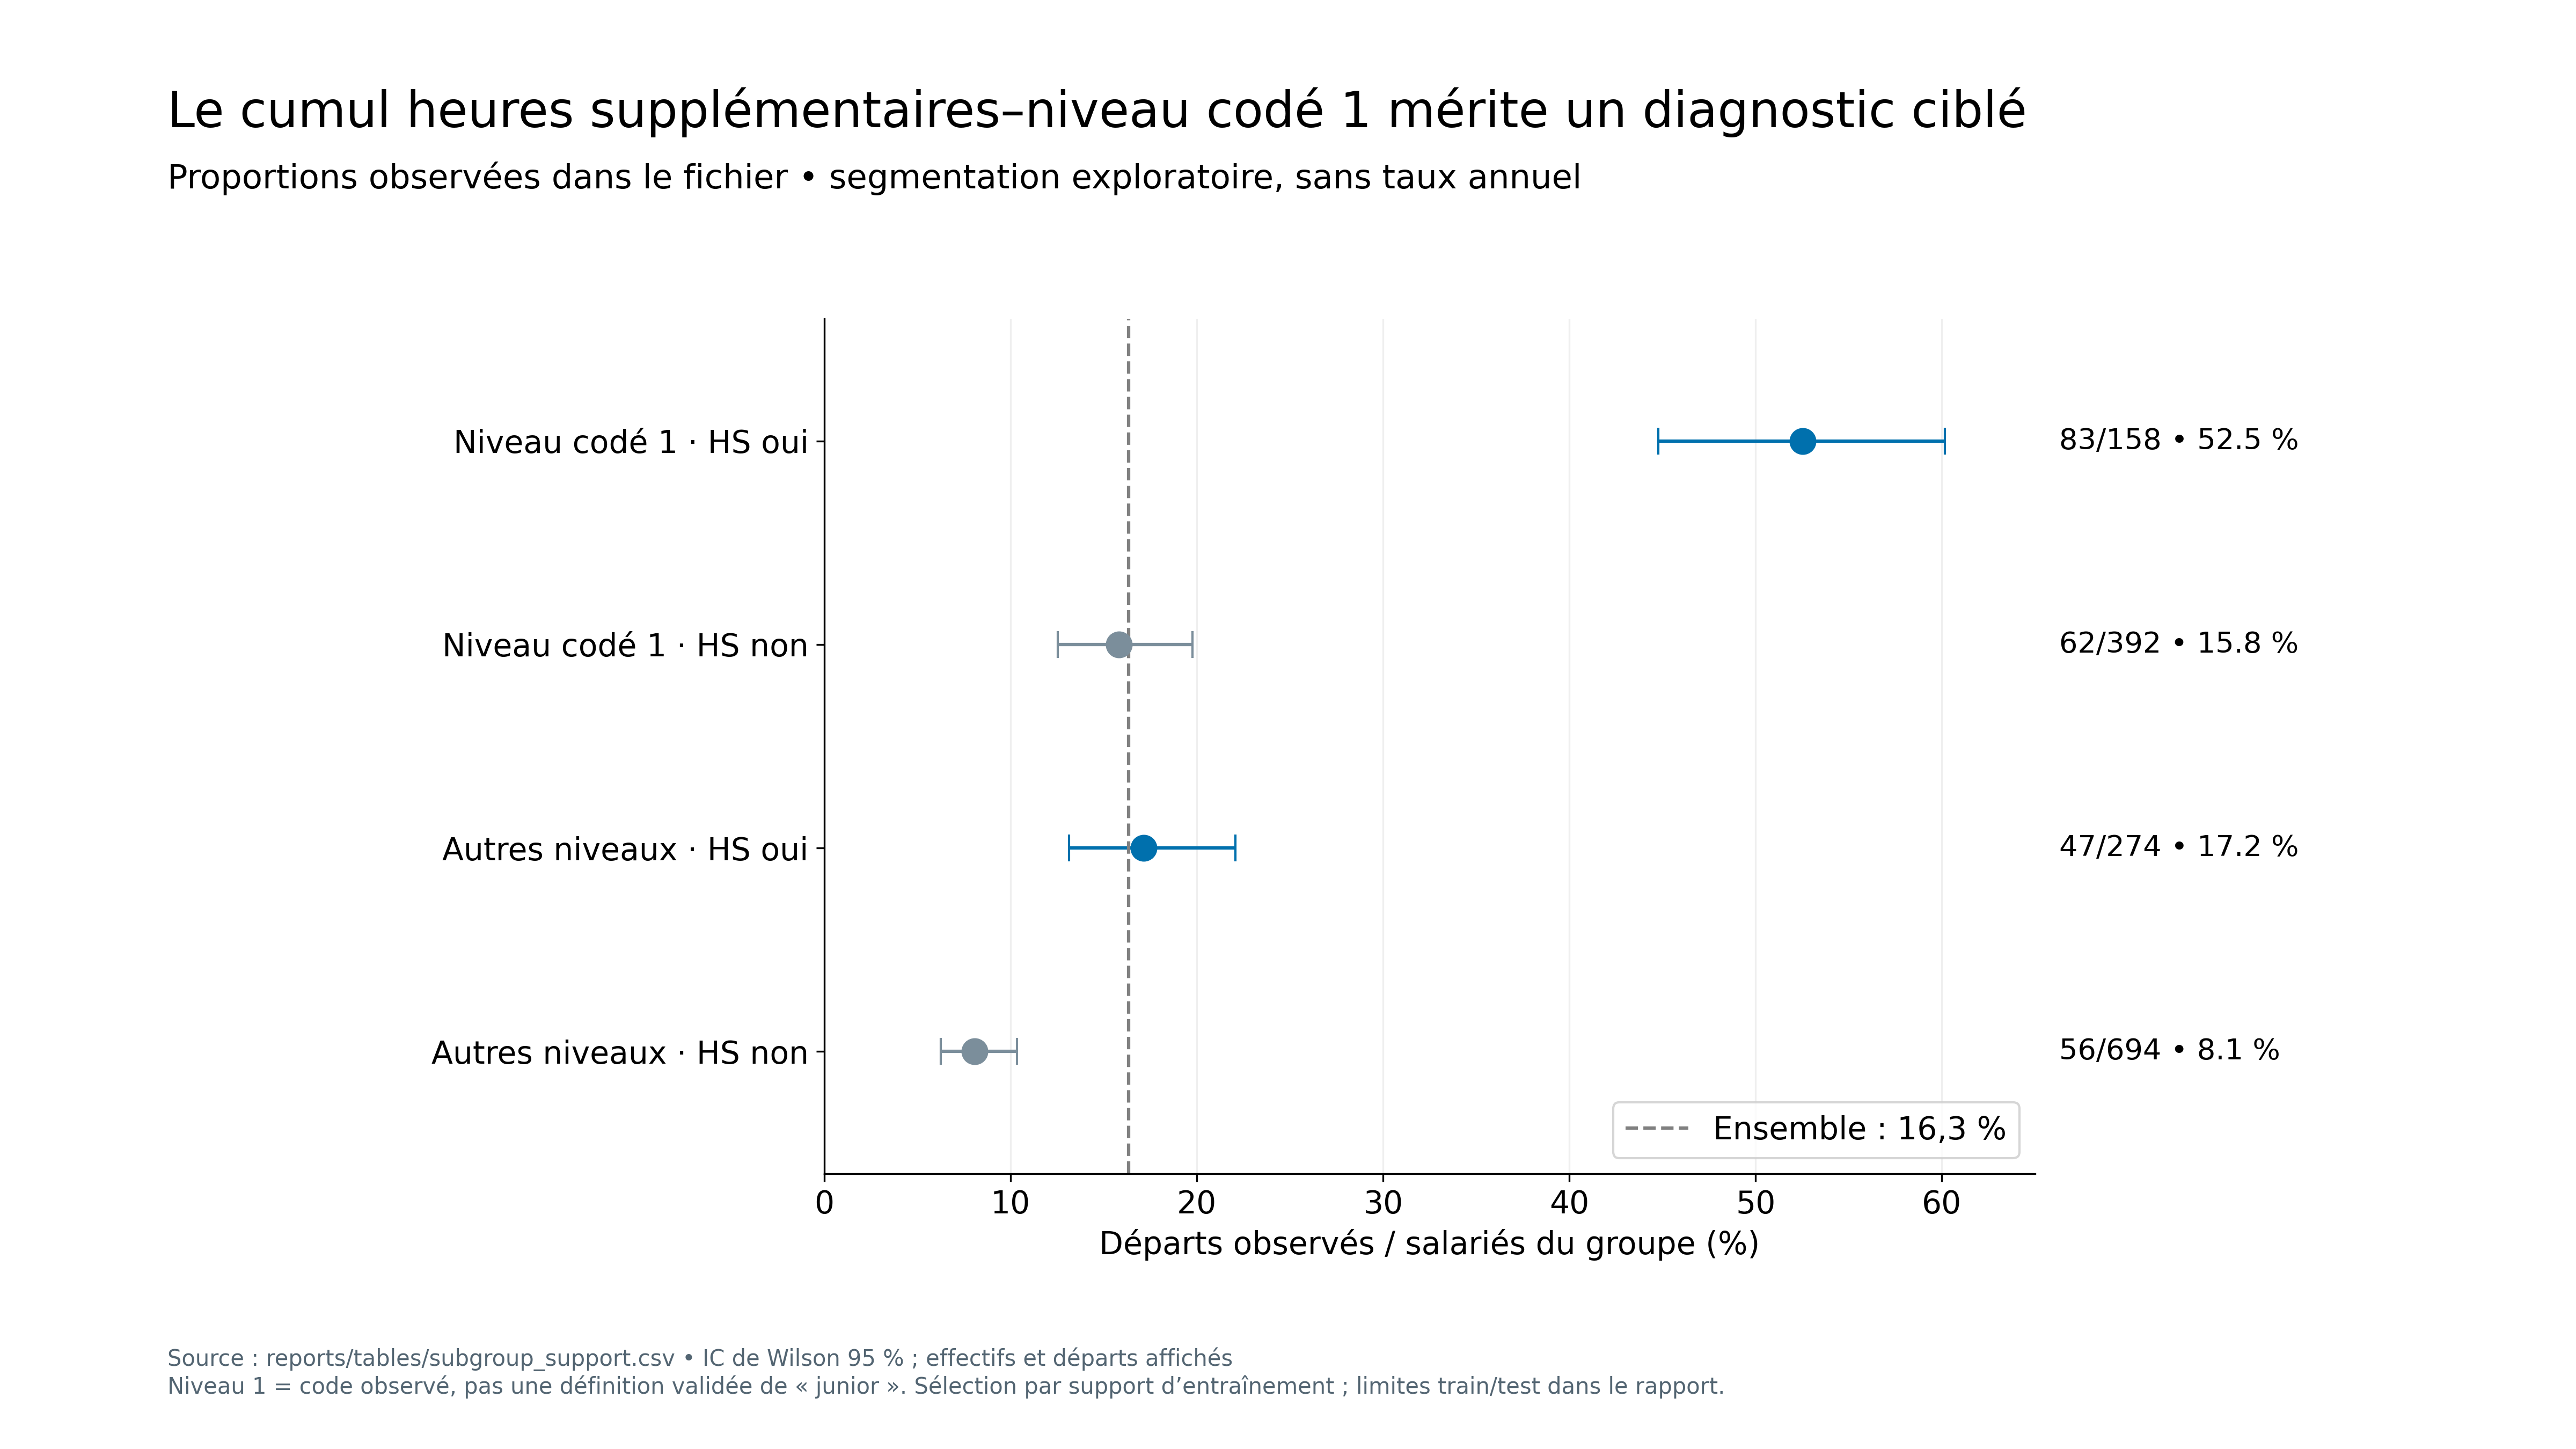 Le cumul heures supplémentaires–niveau codé 1 mérite un diagnostic ciblé
Proportions observées dans le fichier • segmentation exploratoire, sans taux annuel
Niveau codé 1 · HS oui
83/158 • 52.5 %
Niveau codé 1 · HS non
62/392 • 15.8 %
Autres niveaux · HS oui
47/274 • 17.2 %
Autres niveaux · HS non
56/694 • 8.1 %
Ensemble : 16,3 %
0 10 20 30 40 50 60
Départs observés / salariés du groupe (%)
Source : reports/tables/subgroup_support.csv • IC de Wilson 95 % ; effectifs et départs affichés
Niveau 1 = code observé, pas une définition validée de « junior ». Sélection par support d’entraînement ; limites train/test dans le rapport.